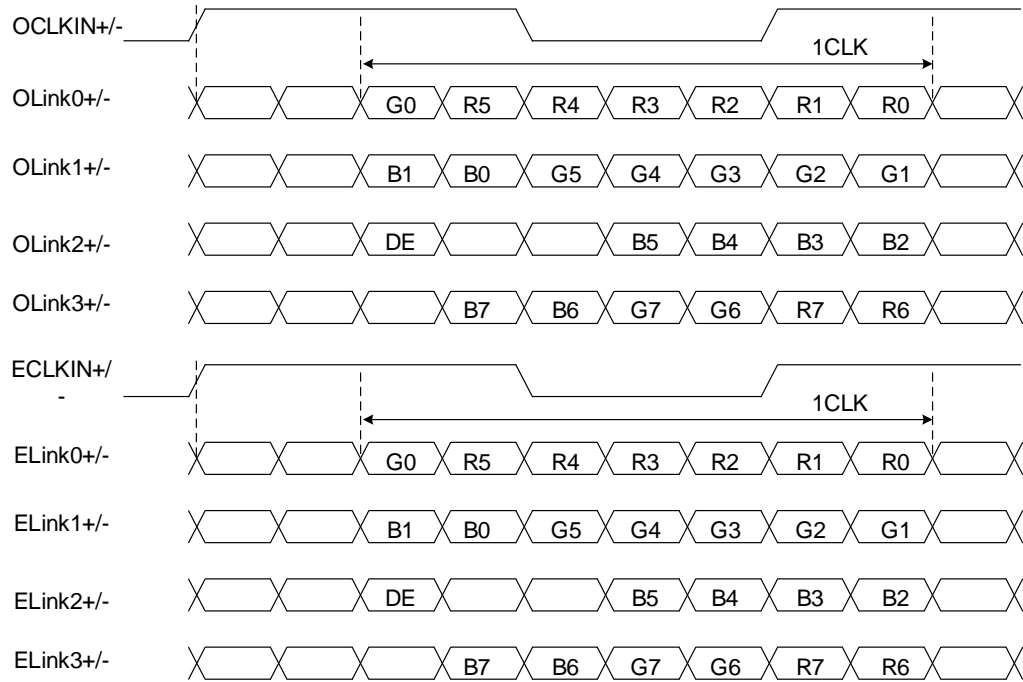 OCLKIN+/-
1CLK
OLink0+/- G0 R5 R4 R3 R2 R1 R0
OLink1+/- B1 B0 G5 G4 G3 G2 G1
OLink2+/- DE B5 B4 B3 B2
OLink3+/- B7 B6 G7 G6 R7 R6
ECLKIN+/
-
1CLK
ELink0+/- G0 R5 R4 R3 R2 R1 R0
ELink1+/- B1 B0 G5 G4 G3 G2 G1
ELink2+/- DE B5 B4 B3 B2
ELink3+/- B7 B6 G7 G6 R7 R6